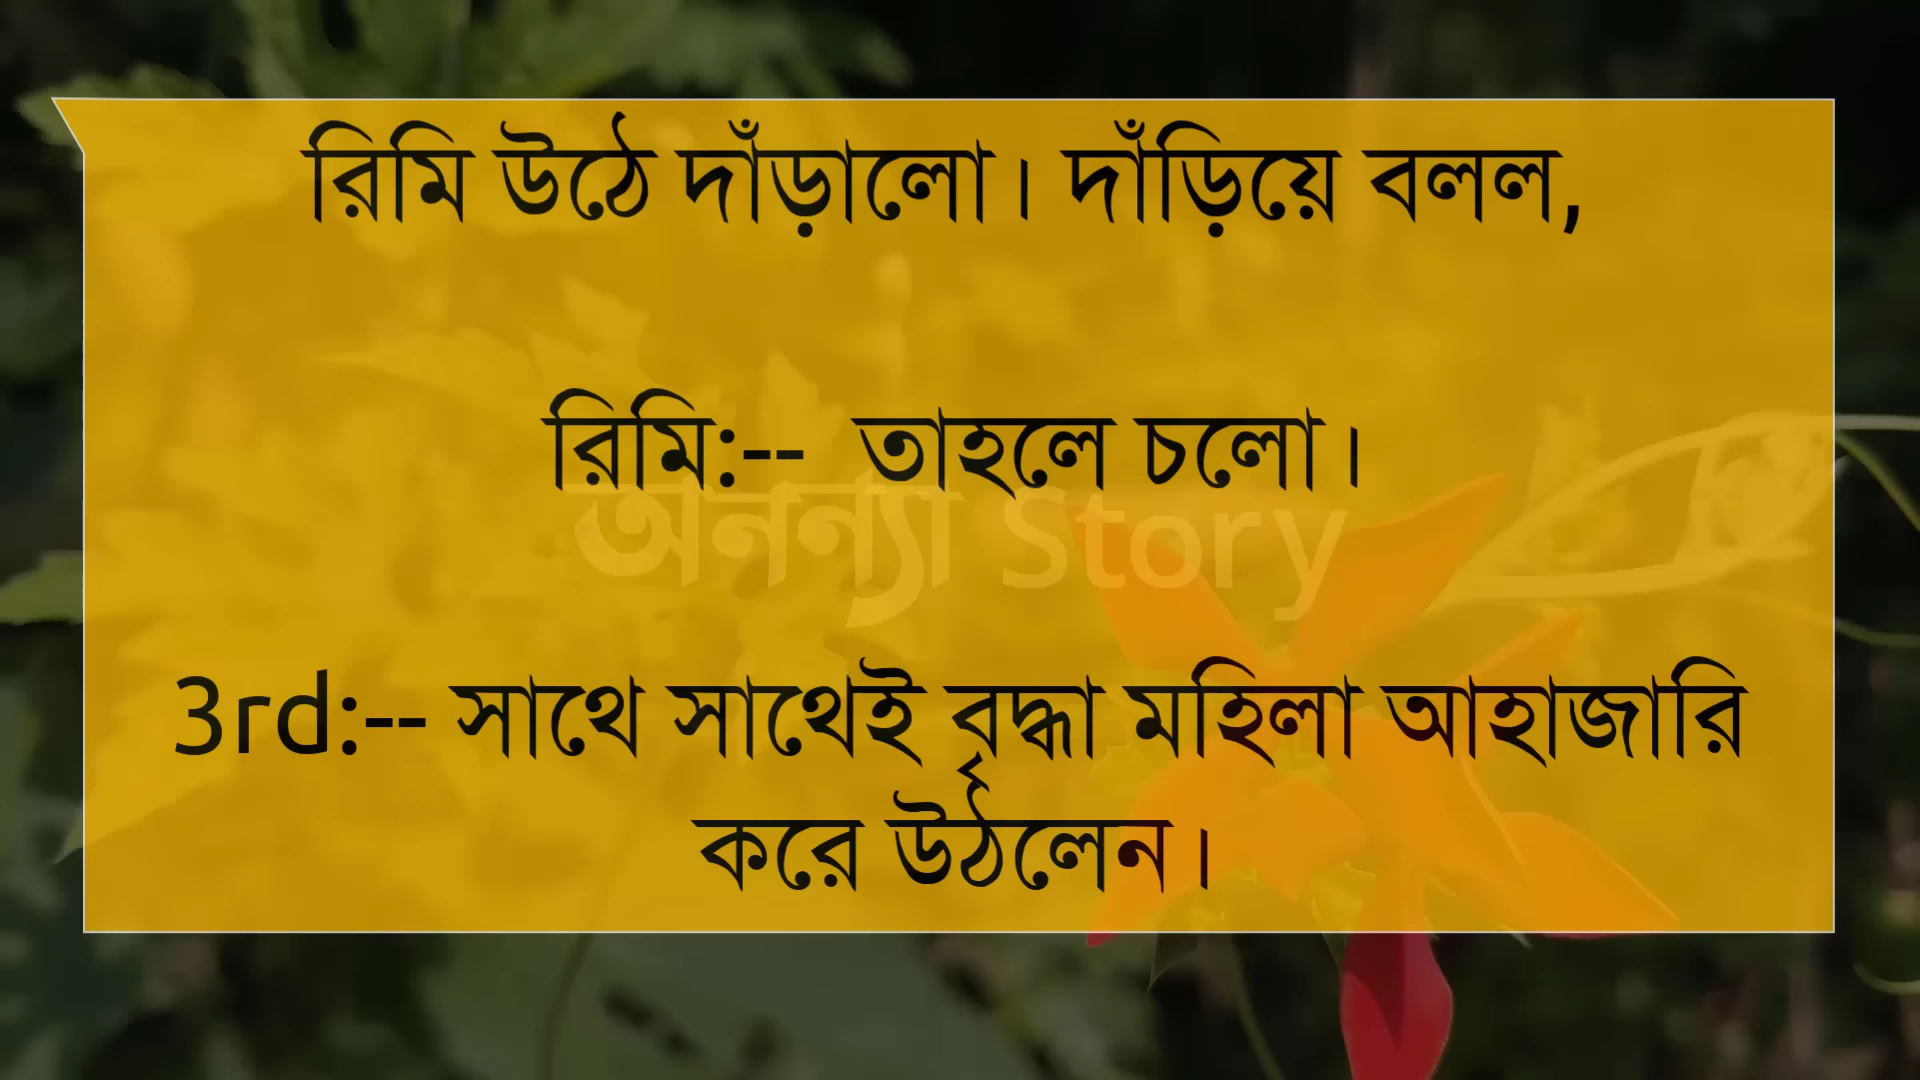 রিমি উঠে দাঁড়ালো। দাঁড়িয়ে বলল,
রিমি:-- তাহলে চলো।
অনন্যা Story
3rd:-- সাথে সাথেই বৃদ্ধা মহিলা আহাজারি
করে উঠলেন।